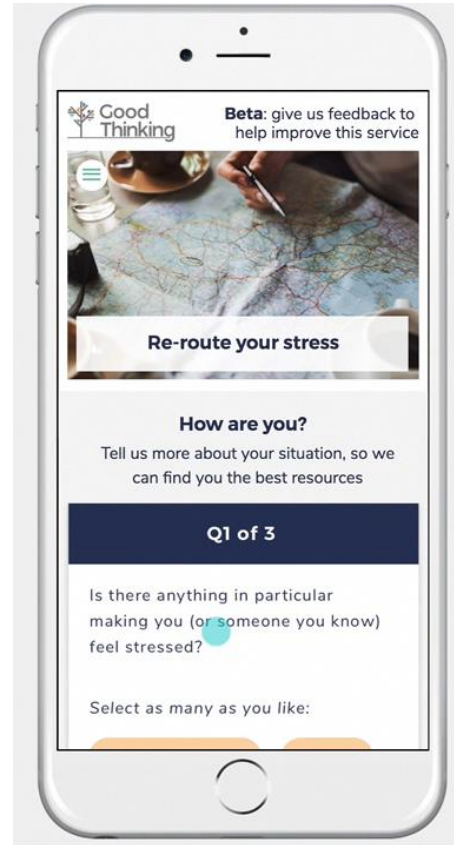 Good
Thinking
Beta: give us feedback to
help improve this service
Re-route your stress
How are you?
Tell us more about your situation, so we
can find you the best resources
Q1 of 3
Is there anything in particular
making you (or someone you know)
feel stressed?
Select as many as you like: